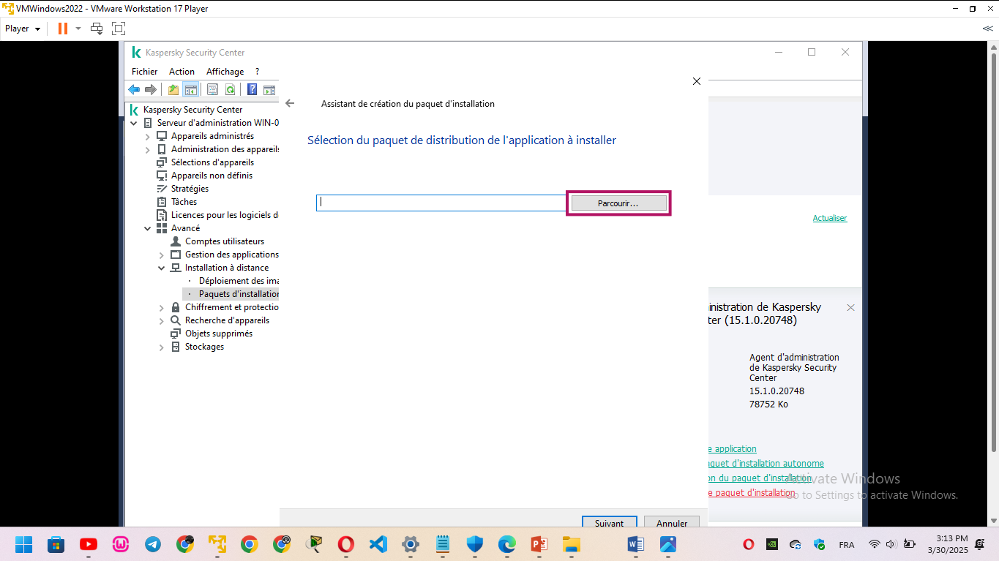 VMWindows2022 - VMware Workstation 17 Player
Player
Kaspersky Security Center
Fichier Action Affichage ?
Assistant de création du paquet d'installation
Sélection du paquet de distribution de l'application à installer
Parcourir...
Kaspersky Security Center
Serveur d'administration WIN-0
Appareils administrés
Administration des appareils
Sélections d'appareils
Appareils non définis
Stratégies
Tâches
Licences pour les logiciels d
Avancé
Comptes utilisateurs
Gestion des applications
Installation à distance
Déploiement des ima
Paquets d'installation
Chiffrement et protectio
Recherche d'appareils
Objets supprimés
Stockages
Actualiser
inistration de Kaspersky
ter (15.1.0.20748)
Agent d'administration
de Kaspersky Security
Center
15.1.0.20748
78752 Ko
e application
aquet d'installation autonome
on du paquet d'installation
e paquet d'installation
Activate Windows
Go to Settings to activate Windows.
Suivant Annuler
FRA
3:13 PM
3/30/2025